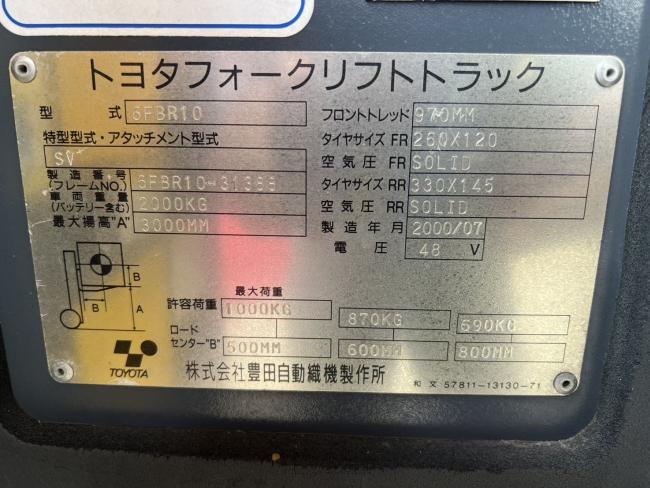 トヨタフォークリフトトラック
型式 6FBR10
特型型式・アタッチメント型式
SV
製造番号(フレームNO.) 6FBR10-31388
車両重量(バッテリー含む) 2000KG
最大揚高"A" 3000MM
フロントトレッド 970MM
タイヤサイズ FR 260X120
空気圧 FR SOLID
タイヤサイズ RR 330X145
空気圧 RR SOLID
製造年月 2000/07
電圧 48 V
B
B
A
最大荷重
許容荷重 1000KG 870KG 590KG
ロードセンター"B" 500MM 600MM 800MM
TOYOTA
株式会社豊田自動織機製作所
和文 57811-13130-71